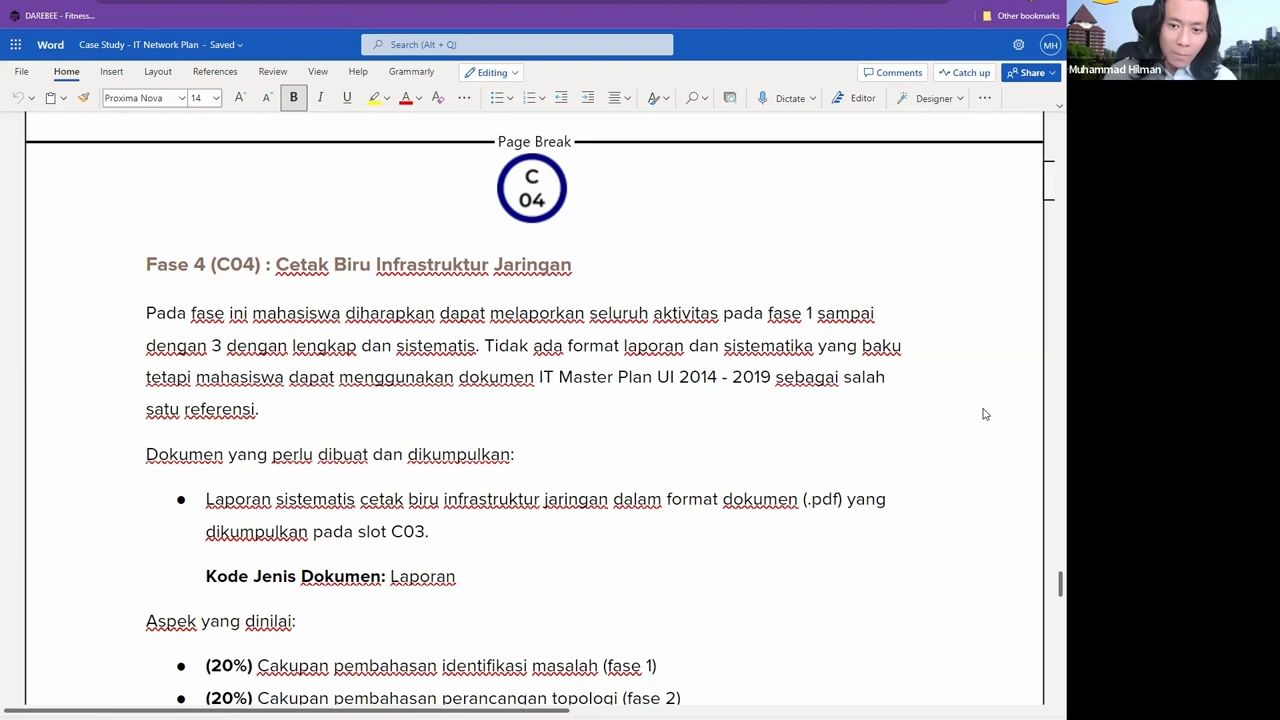 DAREBEE - Fitness...
Other bookmarks
Word
Case Study - IT Network Plan - Saved
Search (Alt + Q)
MH
Muhammad Hilman
File Home Insert Layout References Review View Help Grammarly Editing Comments Catch up Share
Proxima Nova 14 A A B I U A A Dictate Editor Designer
Page Break
C
04
Fase 4 (C04) : Cetak Biru Infrastruktur Jaringan
Pada fase ini mahasiswa diharapkan dapat melaporkan seluruh aktivitas pada fase 1 sampai
dengan 3 dengan lengkap dan sistematis. Tidak ada format laporan dan sistematika yang baku
tetapi mahasiswa dapat menggunakan dokumen IT Master Plan UI 2014 - 2019 sebagai salah
satu referensi.
Dokumen yang perlu dibuat dan dikumpulkan:
● Laporan sistematis cetak biru infrastruktur jaringan dalam format dokumen (.pdf) yang
dikumpulkan pada slot C03.
Kode Jenis Dokumen: Laporan
Aspek yang dinilai:
● (20%) Cakupan pembahasan identifikasi masalah (fase 1)
● (20%) Cakupan pembahasan perancangan topologi (fase 2)